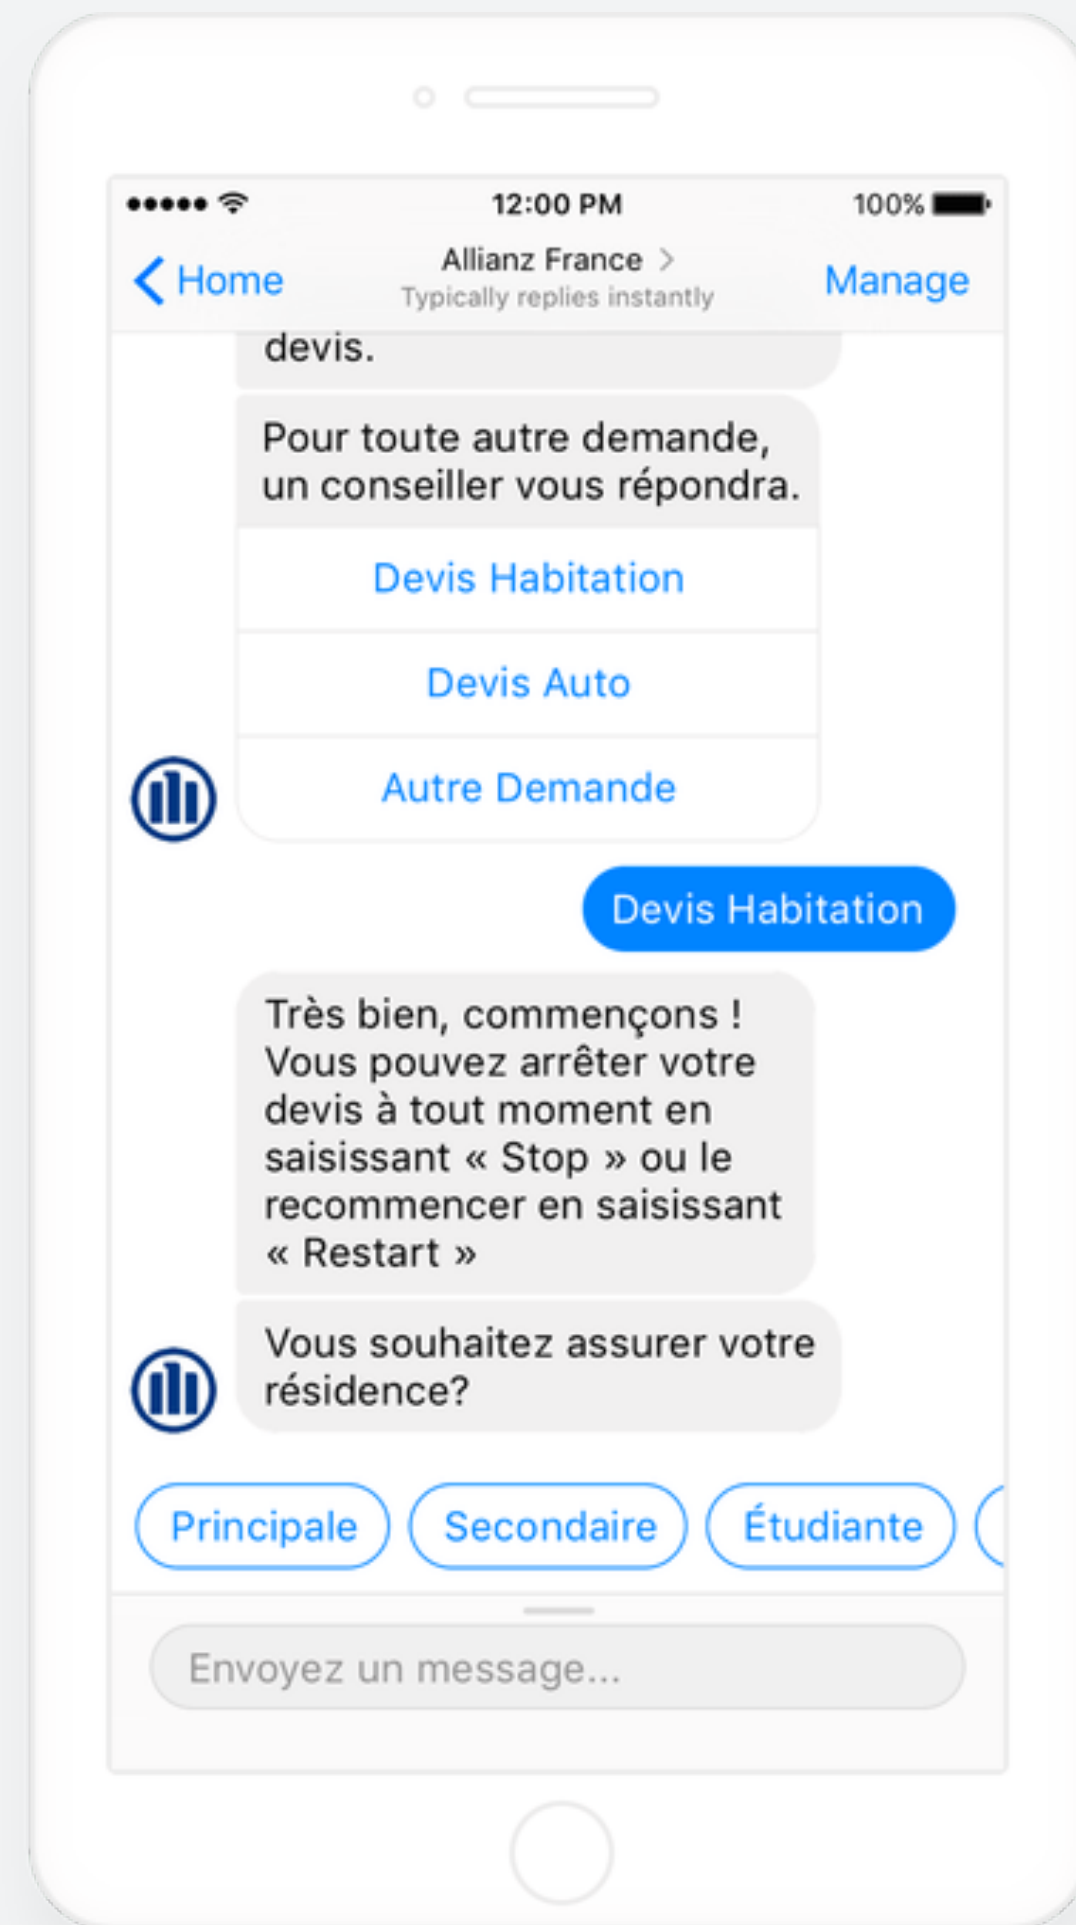 12:00 PM
100%
Home
Allianz France
Typically replies instantly
Manage
devis.
Pour toute autre demande,
un conseiller vous répondra.
Devis Habitation
Devis Auto
Autre Demande
Devis Habitation
Très bien, commençons !
Vous pouvez arrêter votre
devis à tout moment en
saisissant « Stop » ou le
recommencer en saisissant
« Restart »
Vous souhaitez assurer votre
résidence?
Principale
Secondaire
Étudiante
Envoyez un message...